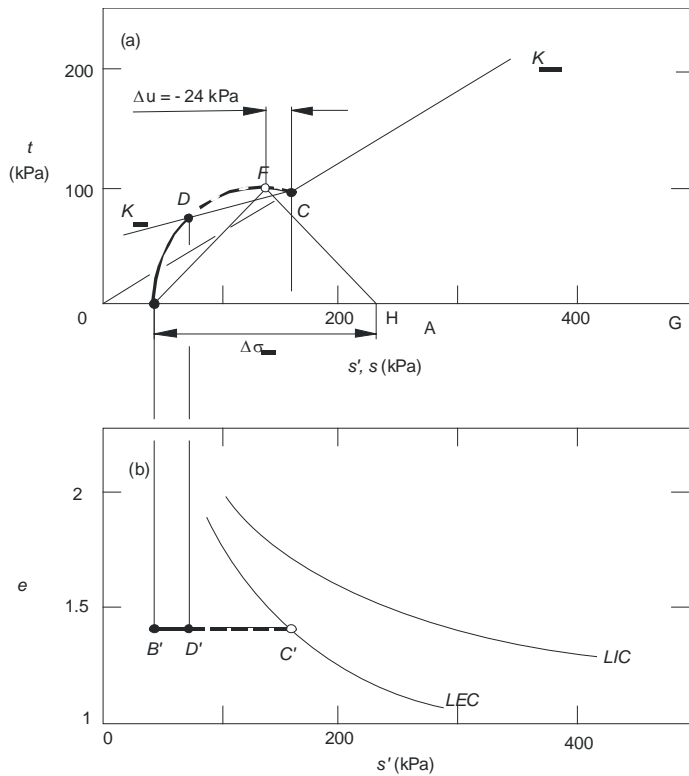 (a)
K
200
Δu = - 24 kPa
t
(kPa)
F
100
D
C
K
0
200
H
A
400
G
Δσ
s', s (kPa)
(b)
2
e
1.5
B'
D'
C'
LIC
LEC
1
0
200
400
s' (kPa)